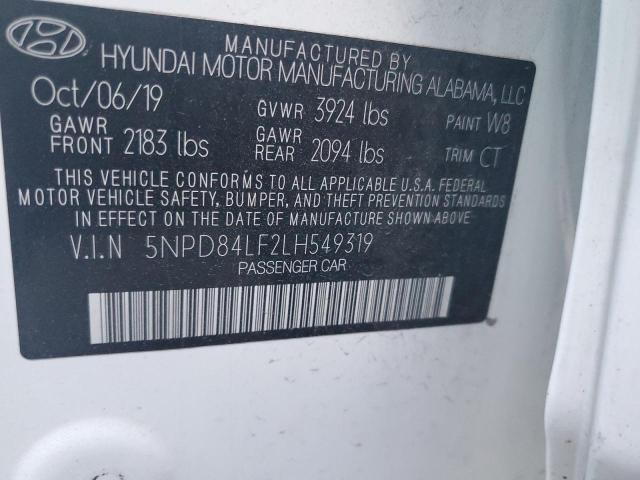 MANUFACTURED BY
HYUNDAI MOTOR MANUFACTURING ALABAMA, LLC
Oct/06/19 GVWR 3924 lbs PAINT W8
GAWR FRONT 2183 lbs GAWR REAR 2094 lbs TRIM CT
THIS VEHICLE CONFORMS TO ALL APPLICABLE U.S.A. FEDERAL
MOTOR VEHICLE SAFETY, BUMPER, AND THEFT PREVENTION STANDARDS
IN EFFECT ON THE DATE OF MANUFACTURE SHOWN ABOVE.
V.I.N 5NPD84LF2LH549319
PASSENGER CAR